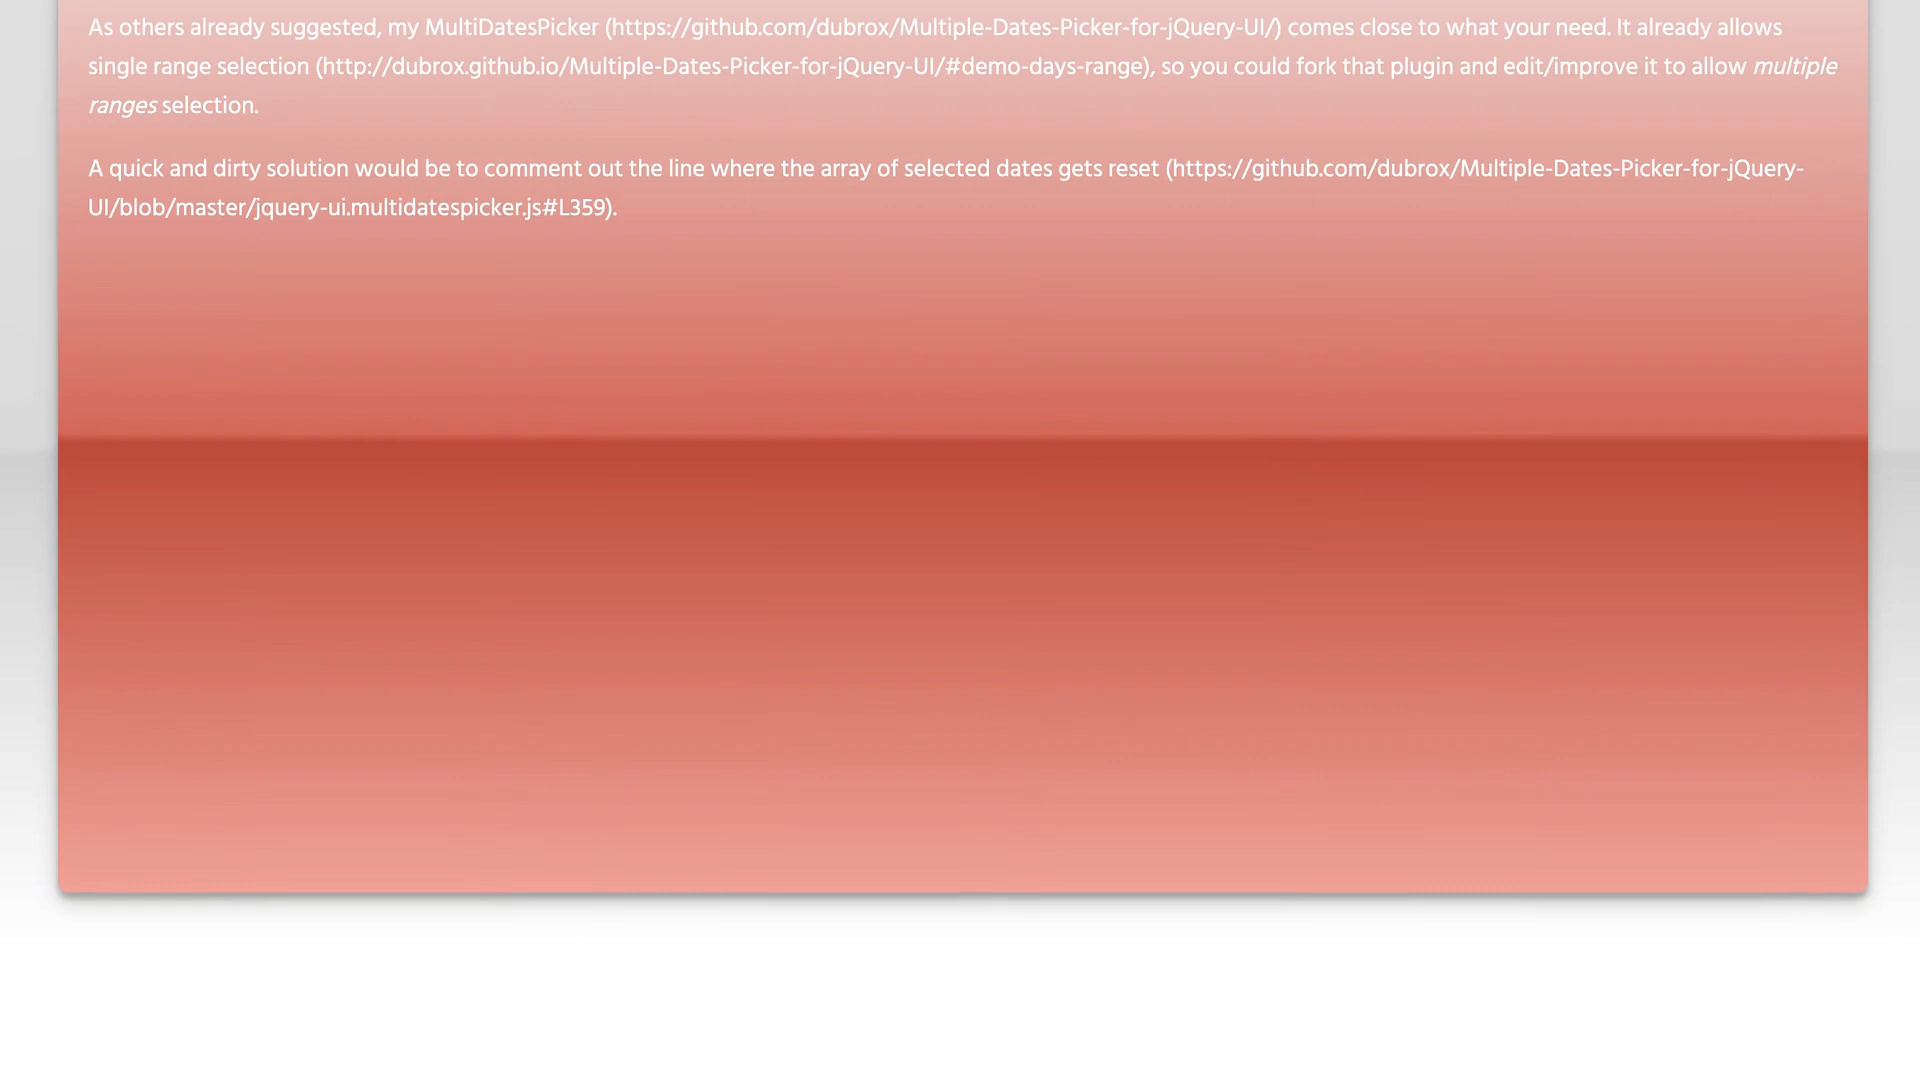 As others already suggested, my MultiDatesPicker (https://github.com/dubrox/Multiple-Dates-Picker-for-jQuery-UI/) comes close to what your need. It already allows
single range selection (http://dubrox.github.io/Multiple-Dates-Picker-for-jQuery-UI/#demo-days-range), so you could fork that plugin and edit/improve it to allow multiple
ranges selection.
A quick and dirty solution would be to comment out the line where the array of selected dates gets reset (https://github.com/dubrox/Multiple-Dates-Picker-for-jQuery-
UI/blob/master/jquery-ui.multidatespicker.js#L359).